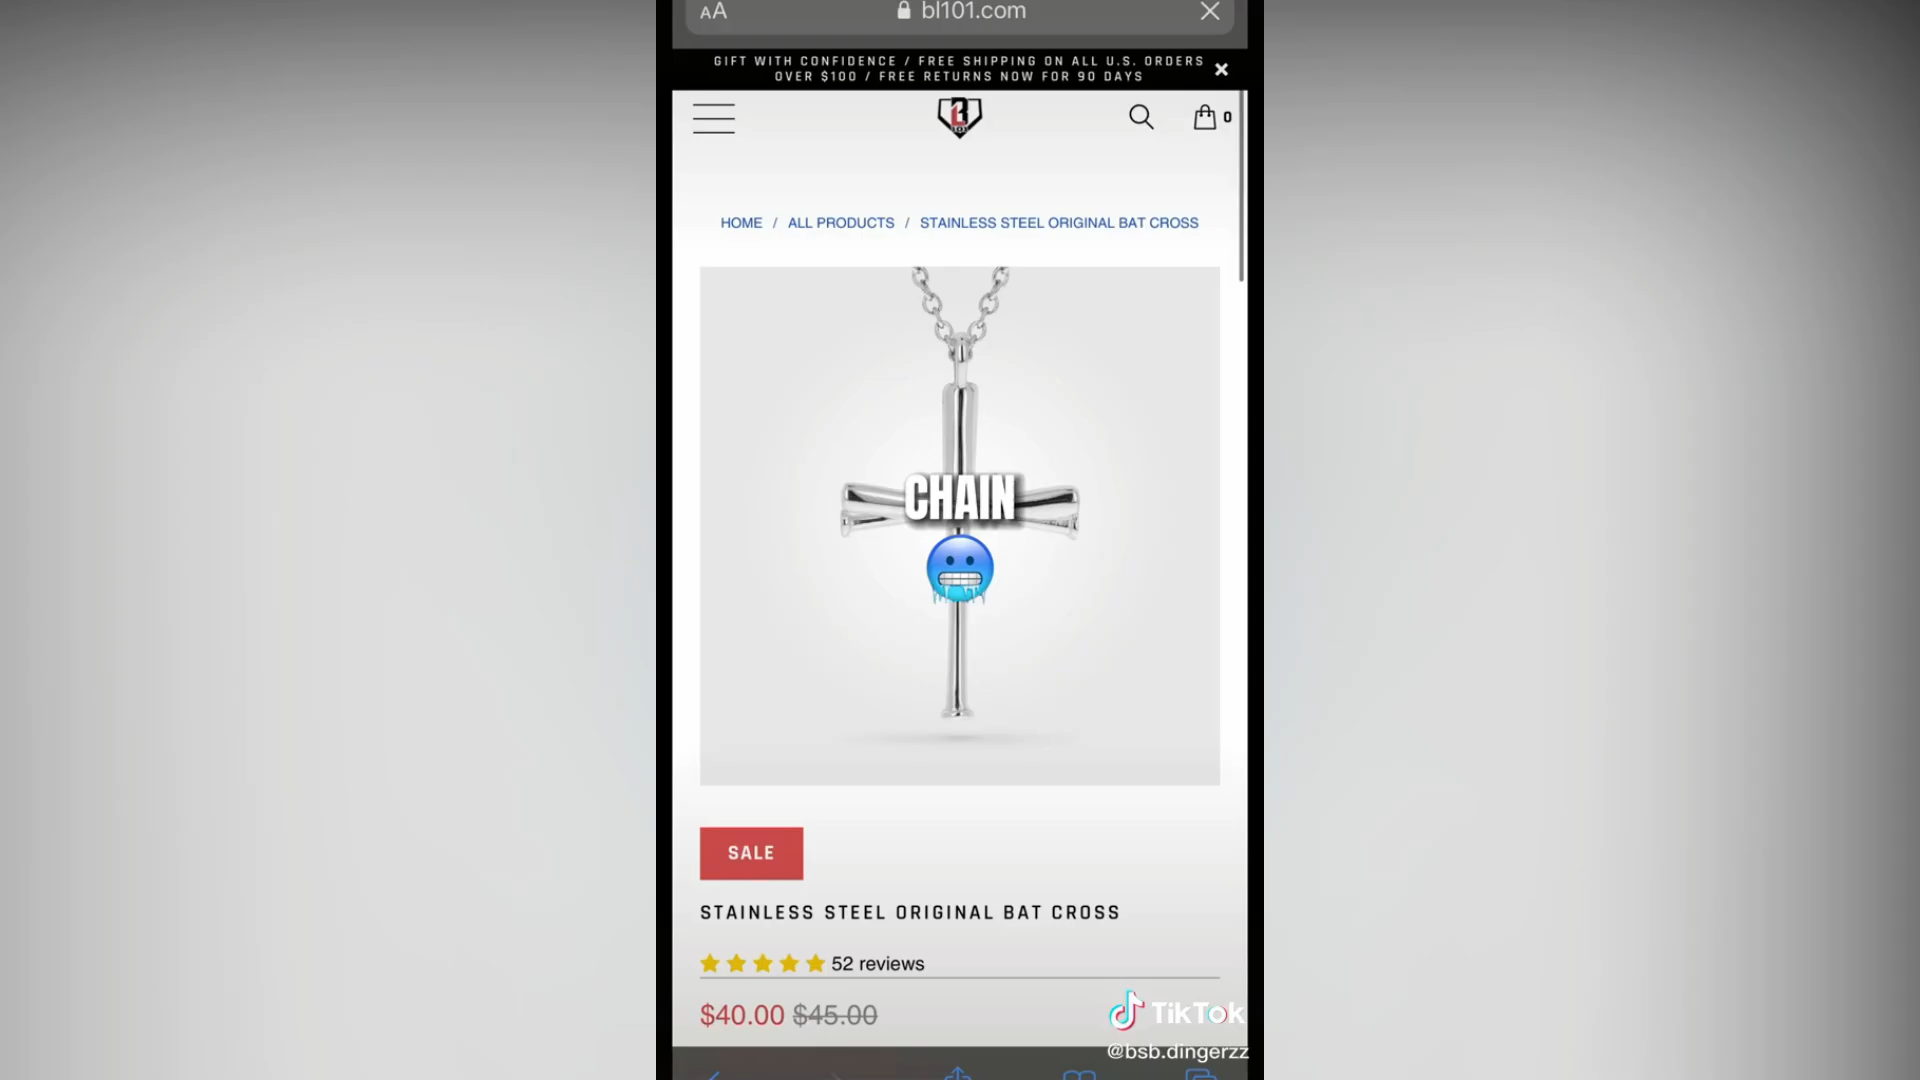 AA bl101.com
GIFT WITH CONFIDENCE / FREE SHIPPING ON ALL U.S. ORDERS
OVER $100 / FREE RETURNS NOW FOR 90 DAYS
0
HOME / ALL PRODUCTS / STAINLESS STEEL ORIGINAL BAT CROSS
CHAIN
SALE
STAINLESS STEEL ORIGINAL BAT CROSS
52 reviews
$40.00 $45.00
TikTok
@bsb.dingerzz